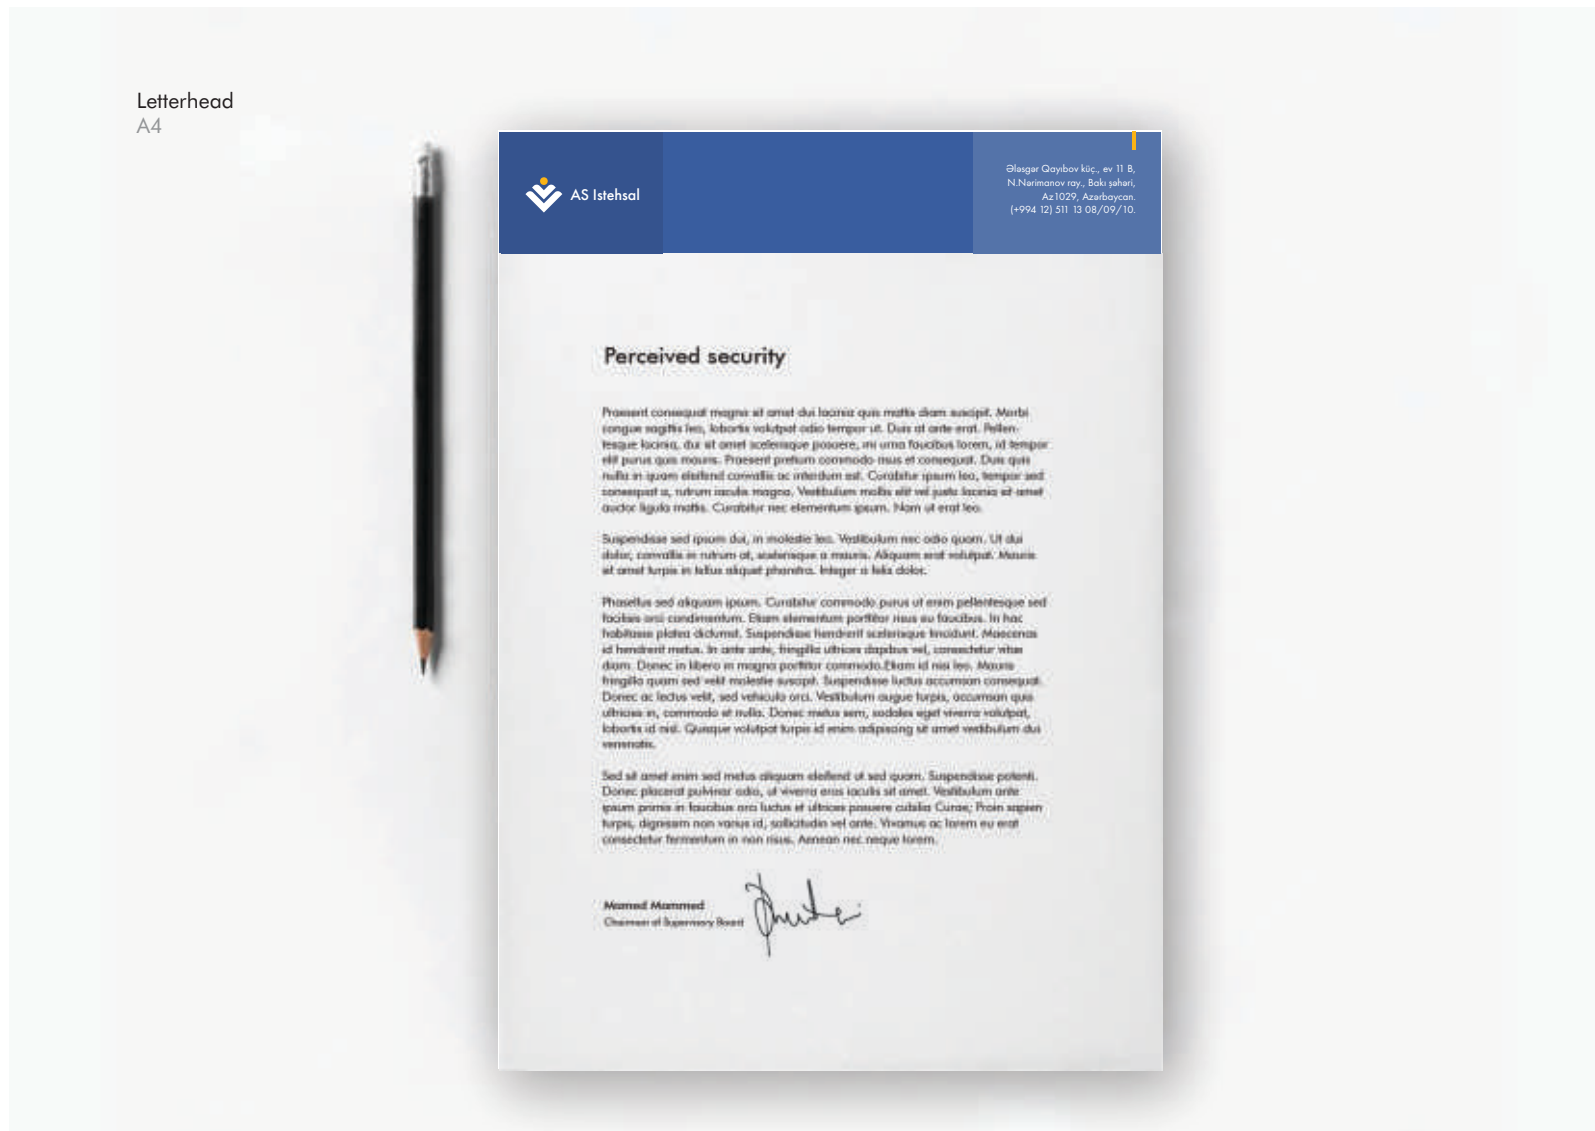 Letterhead
A4
AS Istehsal
Ələsgər Qayıbov küç., ev 11 B,
N.Nərimanov ray., Bakı şəhəri,
Az1029, Azərbaycan.
(+994 12) 511 13 08/09/10.
Perceived security
Praesent consequat magna sit amet dui lacinia quis mattis diam suscipit. Morbi
congue sagittis leo, lobortis volutpat odio tempor ut. Duis at ante erat. Pellen-
tesque lacinia, dui sit amet scelerisque posuere, mi urna faucibus lorem, id tempor
elit purus quis mauris. Praesent pretium commodo risus et consequat. Duis quis
nulla in quam eleifend convallis ac interdum est. Curabitur ipsum leo, tempor sed
consequat a, rutrum iaculis magna. Vestibulum mollis elit vel justo lacinia sit amet
auctor ligula mattis. Curabitur nec elementum ipsum. Nam ut erat leo.
Suspendisse sed ipsum dui, in molestie leo. Vestibulum nec odio quam. Ut dui
dolor, convallis in rutrum at, scelerisque a mauris. Aliquam erat volutpat. Mauris
sit amet turpis in tellus aliquet pharetra. Integer a felis dolor.
Phasellus sed aliquam ipsum. Curabitur commodo purus ut enim pellentesque sed
facilisis orci condimentum. Etiam elementum porttitor risus eu faucibus. In hac
habitasse platea dictumst. Suspendisse hendrerit scelerisque tincidunt. Maecenas
id hendrerit metus. In ante ante, fringilla ultrices dapibus vel, consectetur vitae
diam. Donec in libero in magna porttitor commodo.Etiam id nisi leo. Mauris
fringilla quam sed velit molestie suscipit. Suspendisse luctus accumsan consequat.
Donec ac lectus velit, sed vehicula orci. Vestibulum augue turpis, accumsan quis
ultricies in, commodo et nulla. Donec metus sem, sodales eget viverra volutpat,
lobortis id nisl. Quisque volutpat turpis id enim adipiscing sit amet vestibulum dui
venenatis.
Sed sit amet enim sed metus aliquam eleifend ut sed quam. Suspendisse potenti.
Donec placerat pulvinar odio, ut viverra eros iaculis sit amet. Vestibulum ante
ipsum primis in faucibus orci luctus et ultrices posuere cubilia Curae; Proin sapien
turpis, dignissim non varius id, sollicitudin vel ante. Vivamus ac lorem eu erat
consectetur fermentum in non risus. Aenean nec neque lorem.
Mamed Mammed
Chairman of Supervisory Board